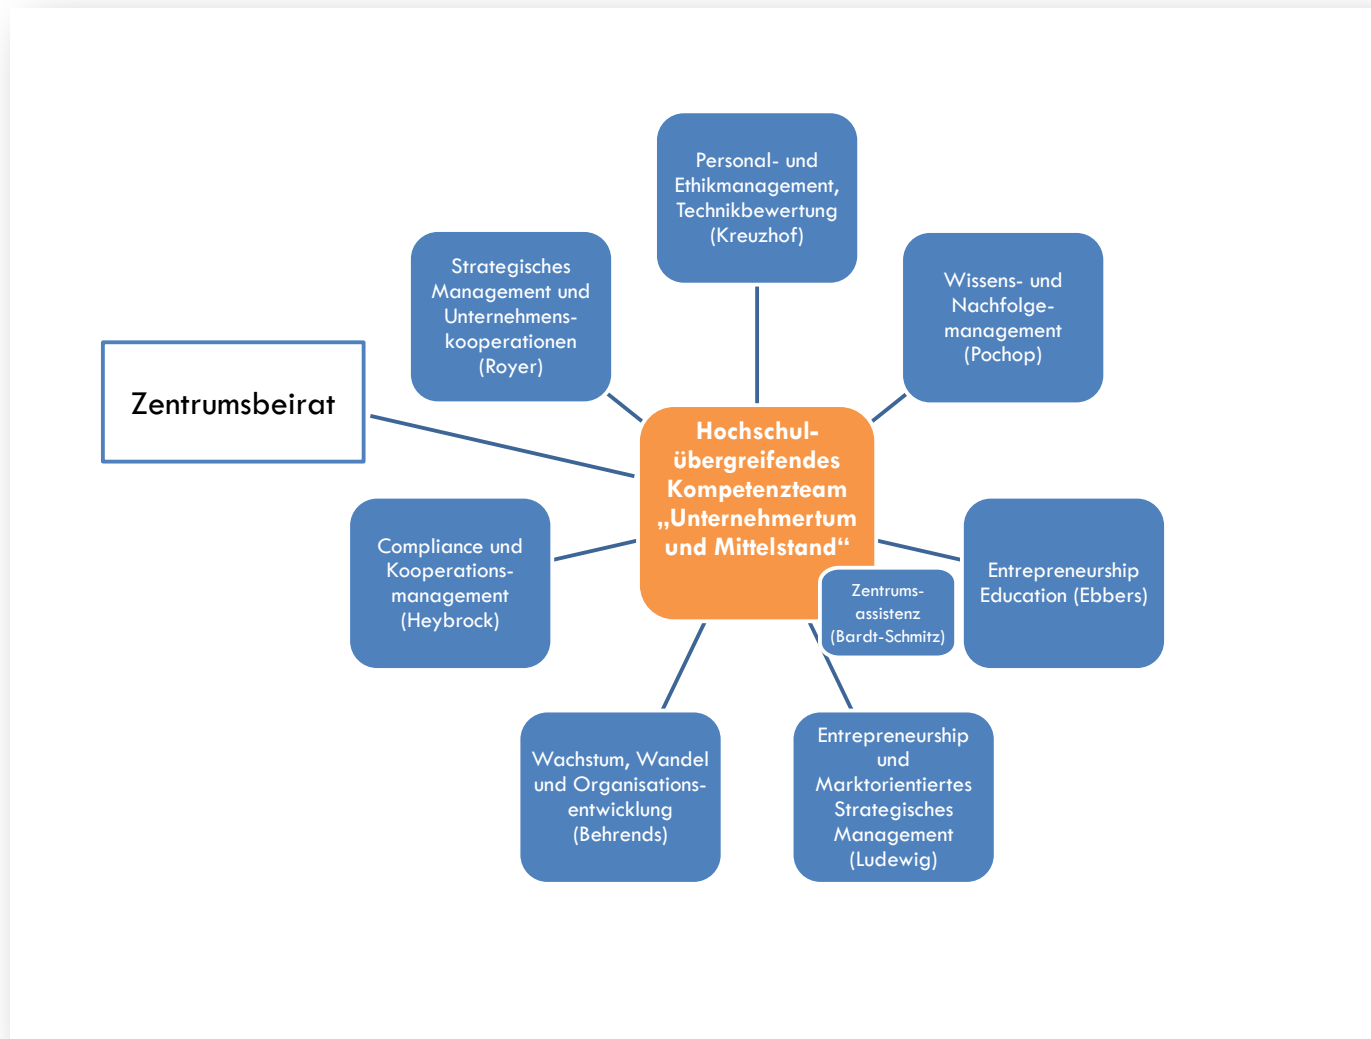 Personal- und
Ethikmanagement,
Technikbewertung
(Kreuzhof)
Strategisches
Management und
Unternehmens-
kooperationen
(Royer)
Wissens- und
Nachfolge-
management
(Pochop)
Zentrumsbeirat
Hochschul-
übergreifendes
Kompetenzteam
„Unternehmertum
und Mittelstand“
Compliance und
Kooperations-
management
(Heybrock)
Entrepreneurship
Education (Ebbers)
Zentrums-
assistenz
(Bardt-Schmitz)
Wachstum, Wandel
und Organisations-
entwicklung
(Behrends)
Entrepreneurship
und
Marktorientiertes
Strategisches
Management
(Ludewig)